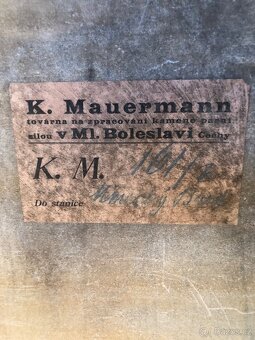 K. Mauermann
továrna na zpracování kamene parní
silou v Ml. Boleslavi Čechy
K. M.
Do stanice